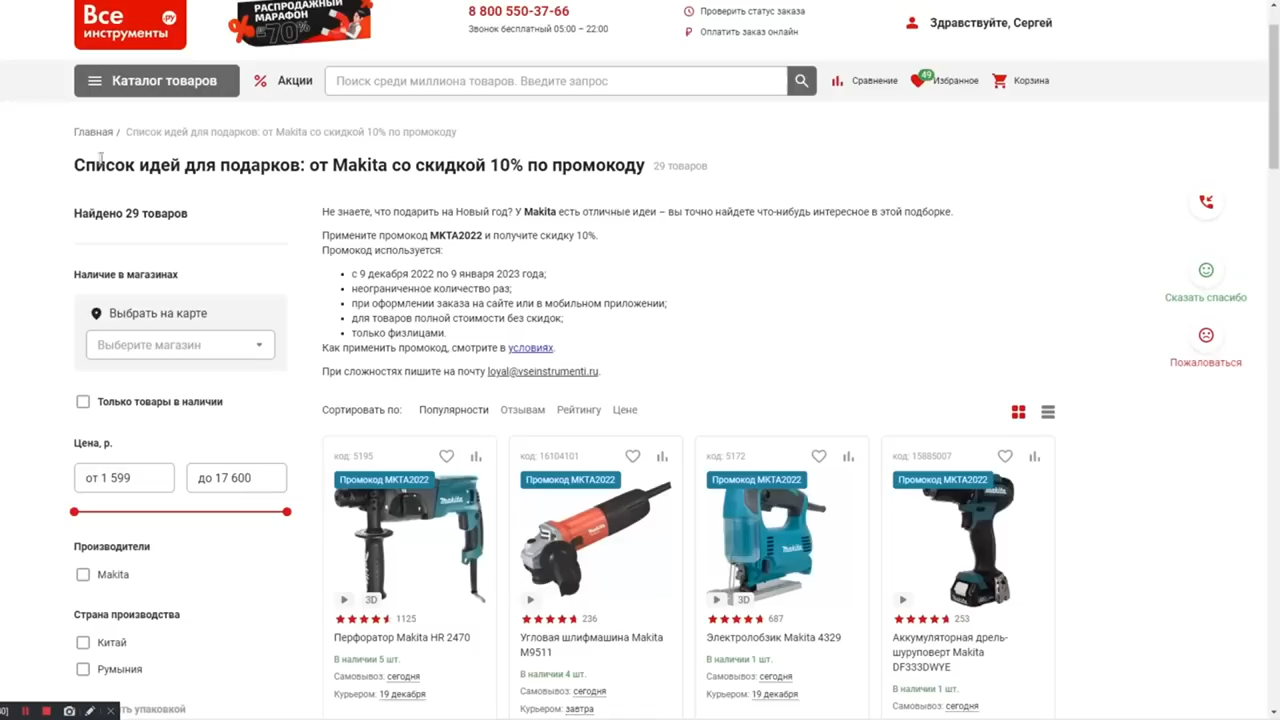 Все
инструменты
.РУ
РАСПРОДАЖНЫЙ
МАРАФОН
-70%
8 800 550-37-66
Звонок бесплатный 05:00 – 22:00
Проверить статус заказа
Оплатить заказ онлайн
Здравствуйте, Сергей
Каталог товаров
Акции
Поиск среди миллиона товаров. Введите запрос
Сравнение
49
Избранное
Корзина
Главная / Список идей для подарков: от Makita со скидкой 10% по промокоду
Список идей для подарков: от Makita со скидкой 10% по промокоду 29 товаров
Найдено 29 товаров
Наличие в магазинах
Выбрать на карте
Выберите магазин
Только товары в наличии
Цена, р.
от 1 599
до 17 600
Производители
Makita
Страна производства
Китай
Румыния
ть упаковкой
Не знаете, что подарить на Новый год? У Makita есть отличные идеи – вы точно найдете что-нибудь интересное в этой подборке.
Примените промокод MKTA2022 и получите скидку 10%.
Промокод используется:
с 9 декабря 2022 по 9 января 2023 года;
неограниченное количество раз;
при оформлении заказа на сайте или в мобильном приложении;
для товаров полной стоимости без скидок;
только физлицами.
Как применить промокод, смотрите в условиях.
При сложностях пишите на почту loyal@vseinstrumenti.ru.
Сказать спасибо
Пожаловаться
Сортировать по: Популярности Отзывам Рейтингу Цене
код: 5195
Промокод MKTA2022
3D
1125
Перфоратор Makita HR 2470
В наличии 5 шт.
Самовывоз: сегодня
Курьером: 19 декабря
код: 16104101
Промокод MKTA2022
236
Угловая шлифмашина Makita
M9511
В наличии 4 шт.
Самовывоз: сегодня
Курьером: завтра
код: 5172
Промокод MKTA2022
3D
687
Электролобзик Makita 4329
В наличии 1 шт.
Самовывоз: сегодня
Курьером: 19 декабря
код: 15885007
Промокод MKTA2022
253
Аккумуляторная дрель-
шуруповерт Makita
DF333DWYE
В наличии 1 шт.
Самовывоз: сегодня